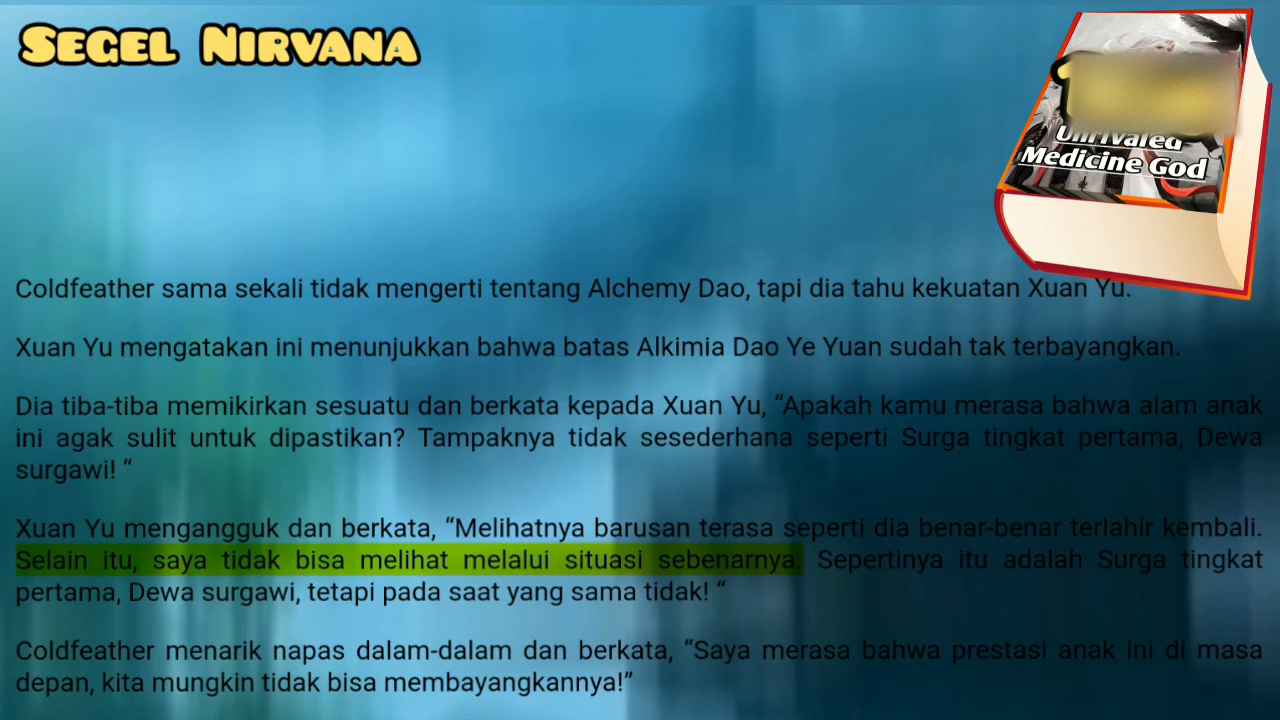 SEGEL NIRVANA
Unrivaled
Medicine God
Coldfeather sama sekali tidak mengerti tentang Alchemy Dao, tapi dia tahu kekuatan Xuan Yu.
Xuan Yu mengatakan ini menunjukkan bahwa batas Alkimia Dao Ye Yuan sudah tak terbayangkan.
Dia tiba-tiba memikirkan sesuatu dan berkata kepada Xuan Yu, “Apakah kamu merasa bahwa alam anak
ini agak sulit untuk dipastikan? Tampaknya tidak sesederhana seperti Surga tingkat pertama, Dewa
surgawi! “
Xuan Yu mengangguk dan berkata, “Melihatnya barusan terasa seperti dia benar-benar terlahir kembali.
Selain itu, saya tidak bisa melihat melalui situasi sebenarnya. Sepertinya itu adalah Surga tingkat
pertama, Dewa surgawi, tetapi pada saat yang sama tidak! “
Coldfeather menarik napas dalam-dalam dan berkata, “Saya merasa bahwa prestasi anak ini di masa
depan, kita mungkin tidak bisa membayangkannya!”